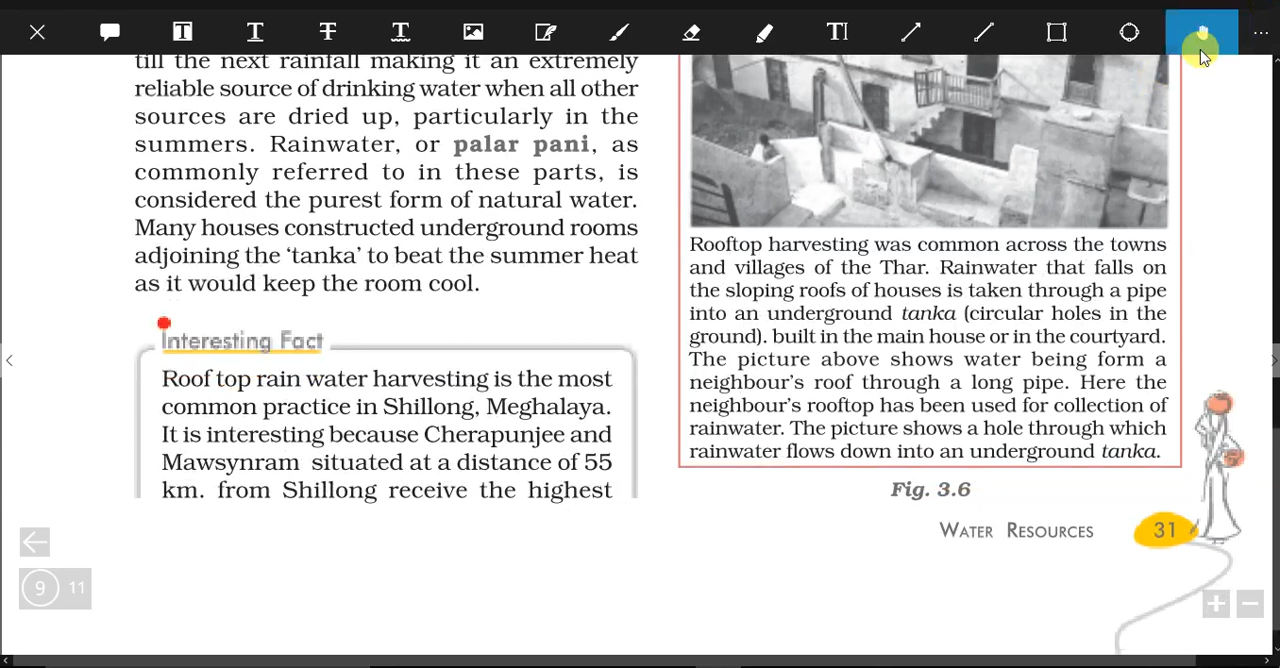 till the next rainfall making it an extremely
reliable source of drinking water when all other
sources are dried up, particularly in the
summers. Rainwater, or palar pani, as
commonly referred to in these parts, is
considered the purest form of natural water.
Many houses constructed underground rooms
adjoining the ‘tanka’ to beat the summer heat
as it would keep the room cool.
Interesting Fact
Roof top rain water harvesting is the most
common practice in Shillong, Meghalaya.
It is interesting because Cherapunjee and
Mawsynram situated at a distance of 55
km. from Shillong receive the highest
Rooftop harvesting was common across the towns
and villages of the Thar. Rainwater that falls on
the sloping roofs of houses is taken through a pipe
into an underground tanka (circular holes in the
ground). built in the main house or in the courtyard.
The picture above shows water being form a
neighbour’s roof through a long pipe. Here the
neighbour’s rooftop has been used for collection of
rainwater. The picture shows a hole through which
rainwater flows down into an underground tanka.
Fig. 3.6
WATER RESOURCES 31
9 11